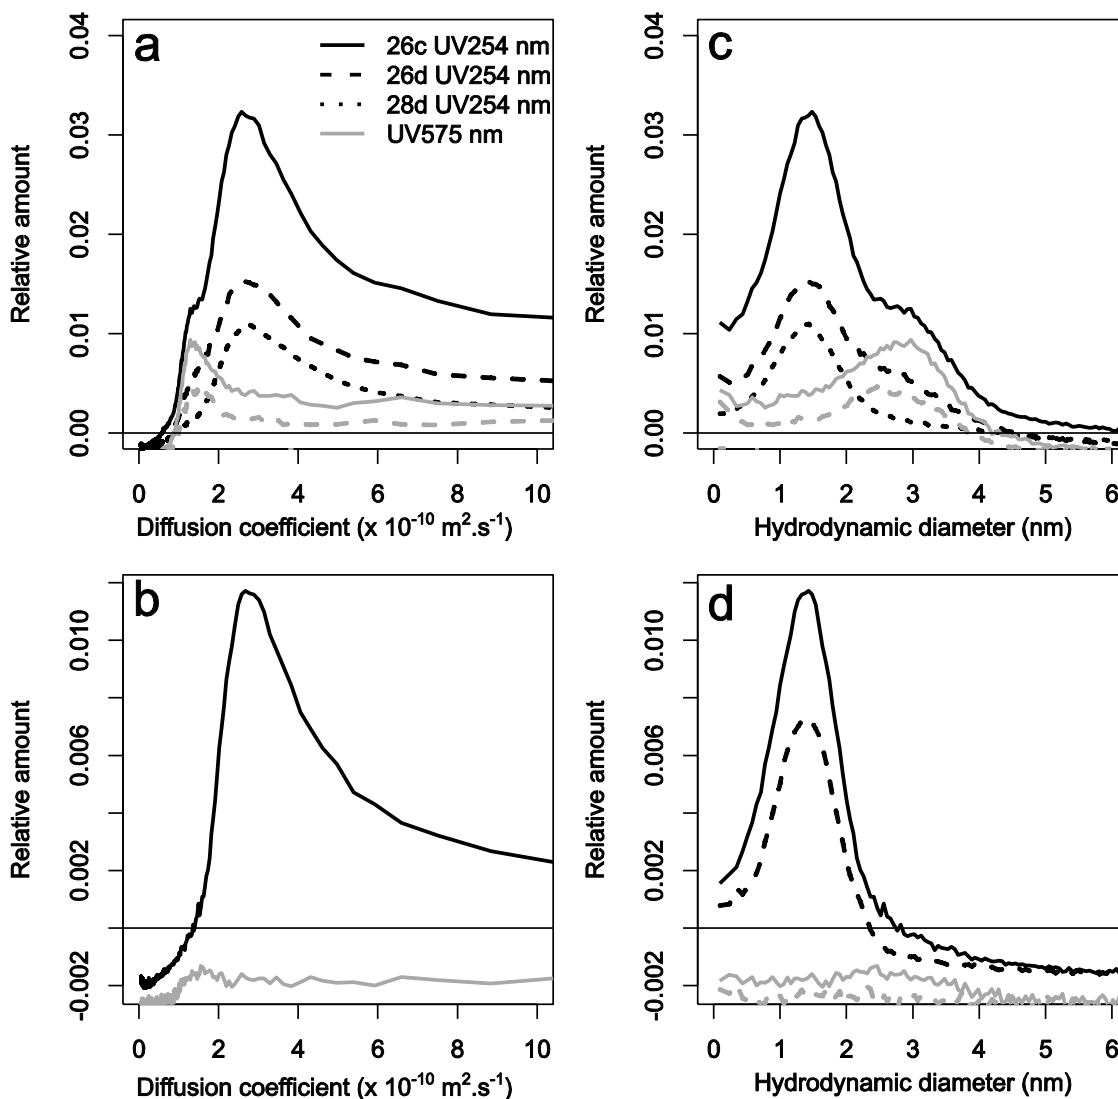 a
26c UV254 nm
26d UV254 nm
28d UV254 nm
UV575 nm
Relative amount
0.00 0.01 0.02 0.03 0.04
0 2 4 6 8 10
Diffusion coefficient (x 10⁻¹⁰ m².s⁻¹)
c
Relative amount
0.00 0.01 0.02 0.03 0.04
0 1 2 3 4 5 6
Hydrodynamic diameter (nm)
b
Relative amount
-0.002 0.002 0.006 0.010
0 2 4 6 8 10
Diffusion coefficient (x 10⁻¹⁰ m².s⁻¹)
d
Relative amount
-0.002 0.002 0.006 0.010
0 1 2 3 4 5 6
Hydrodynamic diameter (nm)